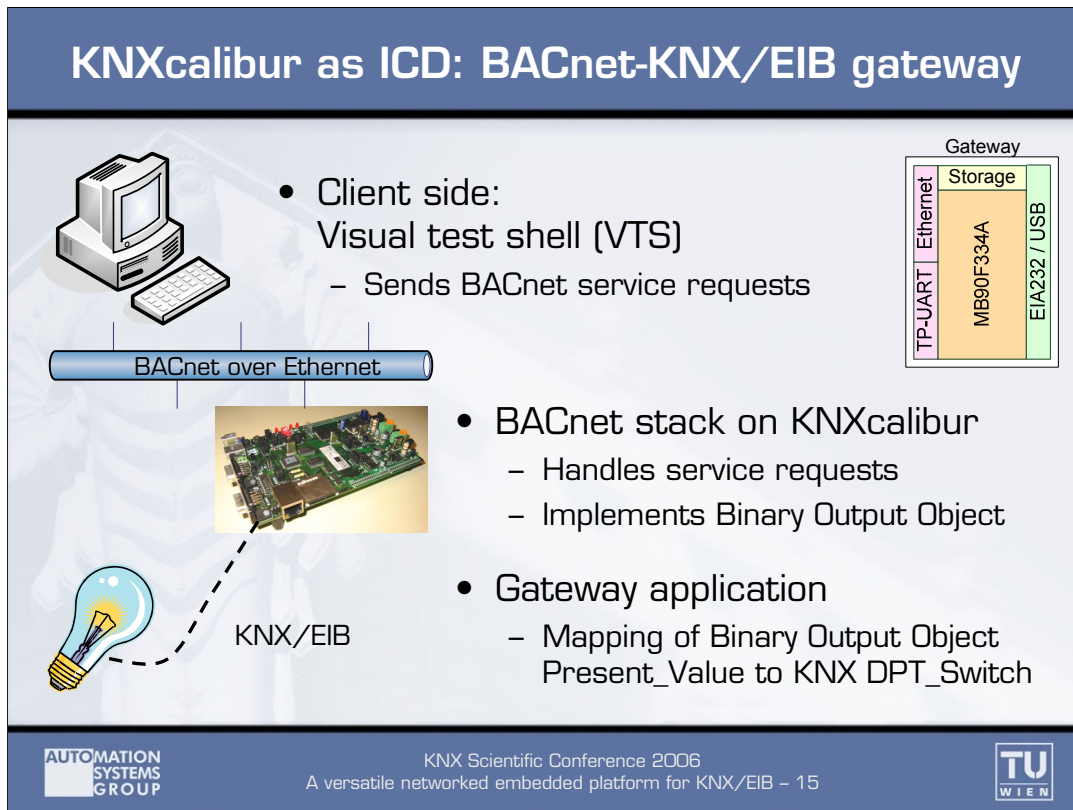 KNXcalibur as ICD: BACnet-KNX/EIB gateway
• Client side:
Visual test shell (VTS)
– Sends BACnet service requests
Gateway
Storage
Ethernet
TP-UART
MB90F334A
EIA232 / USB
BACnet over Ethernet
• BACnet stack on KNXcalibur
– Handles service requests
– Implements Binary Output Object
KNX/EIB
• Gateway application
– Mapping of Binary Output Object
Present_Value to KNX DPT_Switch
AUTOMATION
SYSTEMS
GROUP
KNX Scientific Conference 2006
A versatile networked embedded platform for KNX/EIB – 15
TU
WIEN